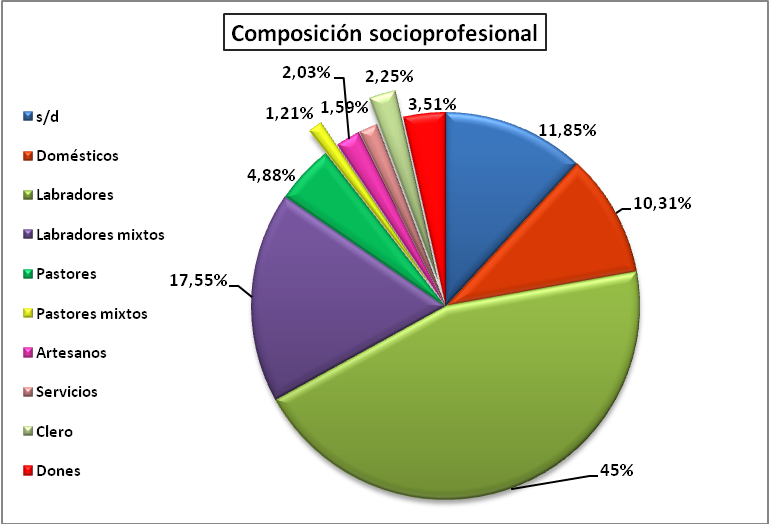 Composición socioprofesional
s/d
Domésticos
Labradores
Labradores mixtos
Pastores
Pastores mixtos
Artesanos
Servicios
Clero
Dones
11,85%
10,31%
45%
17,55%
4,88%
1,21%
2,03%
1,59%
2,25%
3,51%